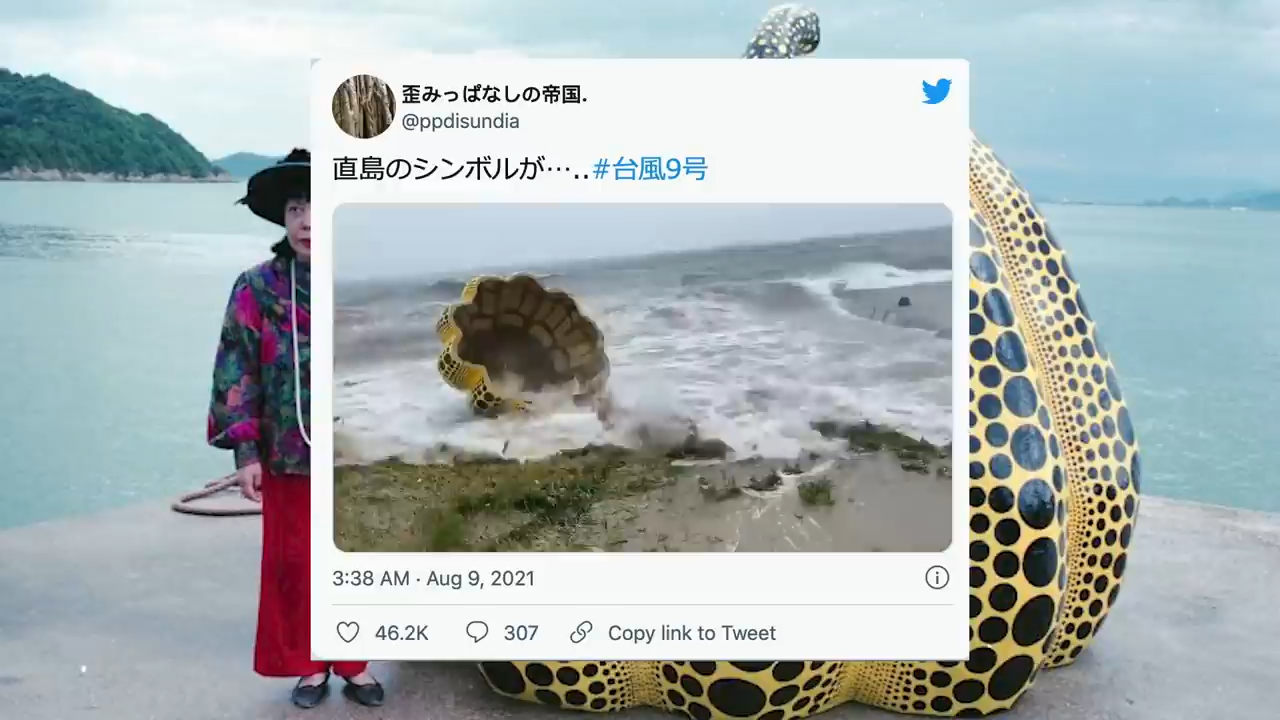 歪みっぱなしの帝国.
@ppdisundia
直島のシンボルが…..#台風9号
3:38 AM · Aug 9, 2021
46.2K 307 Copy link to Tweet